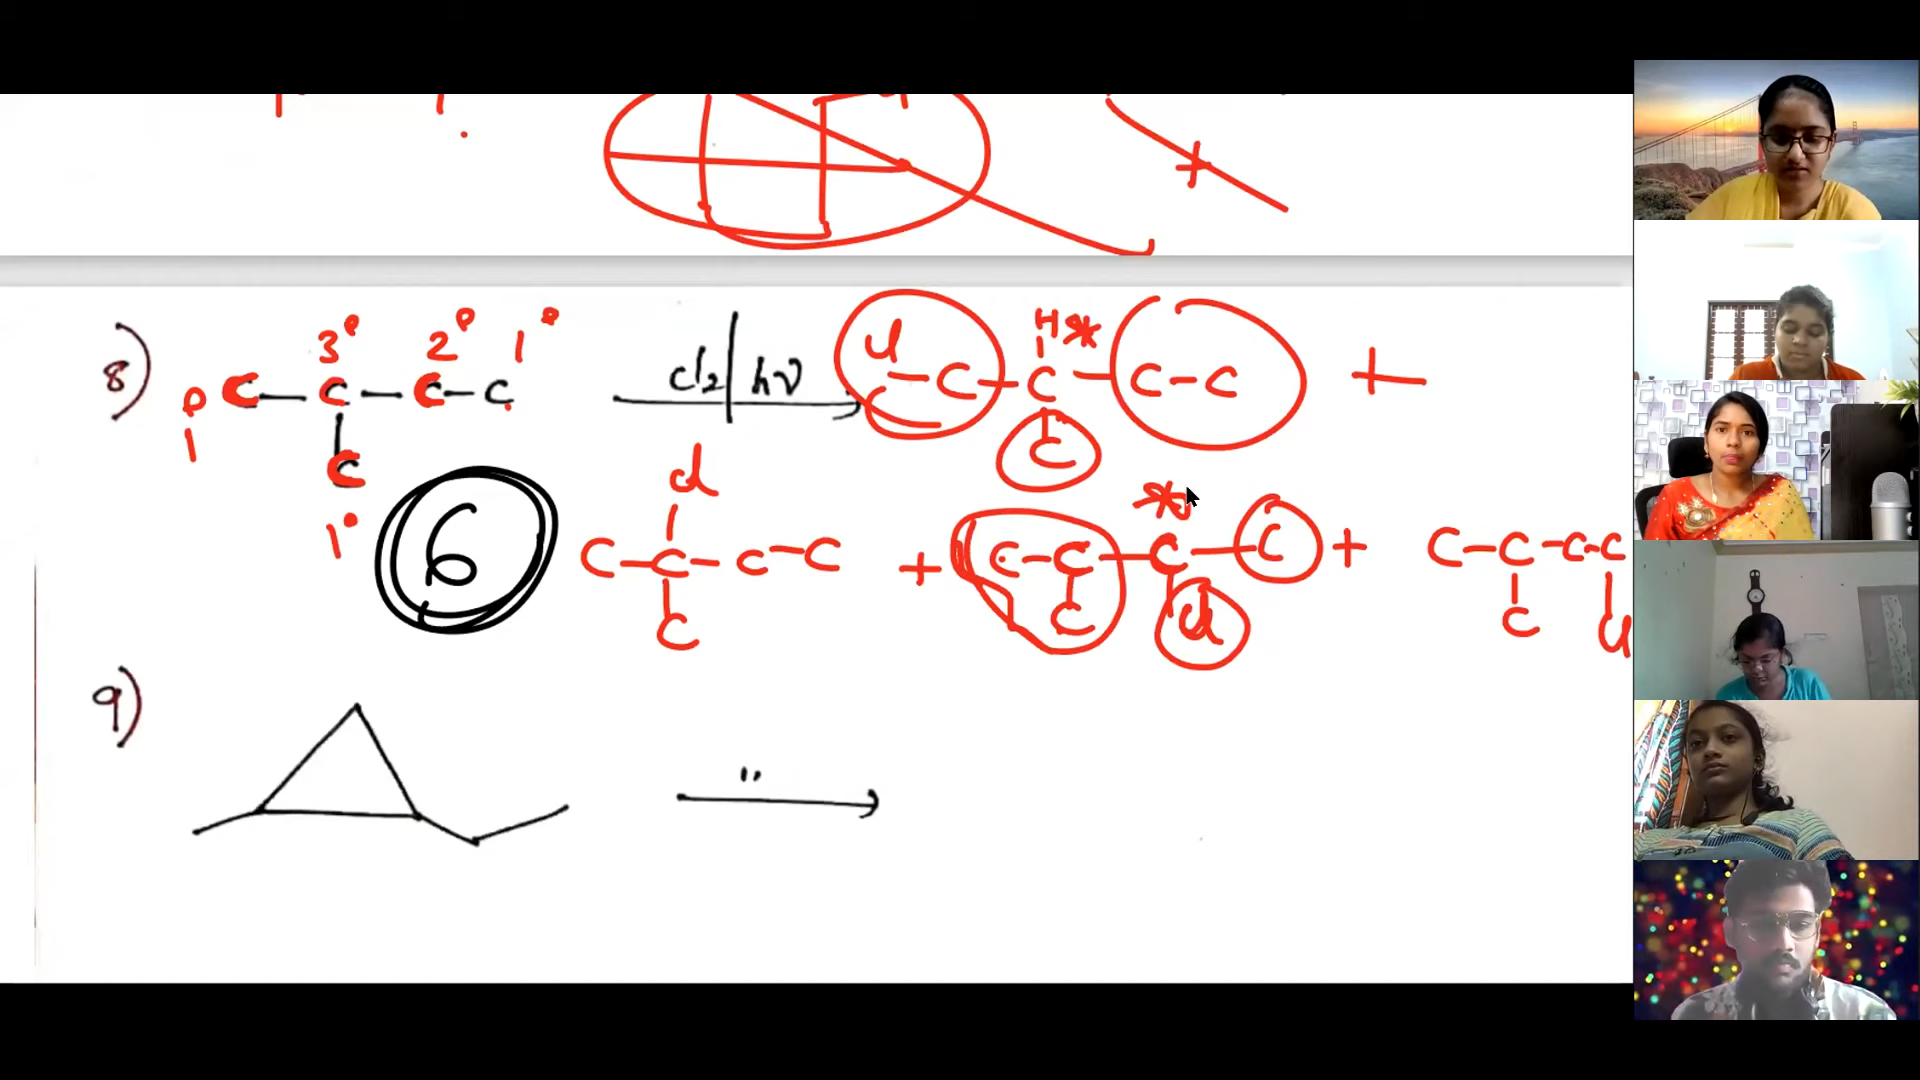 8)
3° 2° 1°
1° C — C — C — C
C
1°
Cl2 / hν
Cl
C — C — C — C — C +
H *
C
6
Cl
C — C — C — C + C — C — C — C + C — C — C — C
*
C C Cl C Cl
9)
"